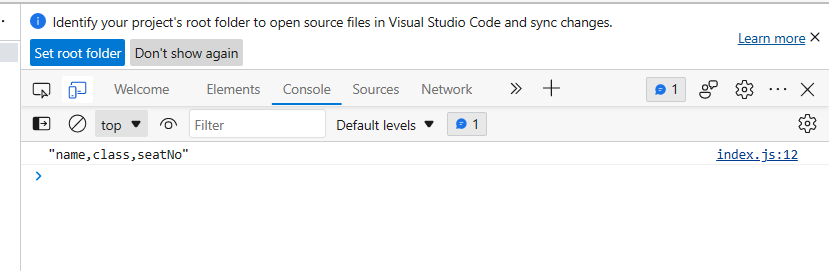 Identify your project's root folder to open source files in Visual Studio Code and sync changes.
Learn more
Set root folder Don't show again
Welcome Elements Console Sources Network 1
top Filter Default levels 1
"name,class,seatNo" index.js:12